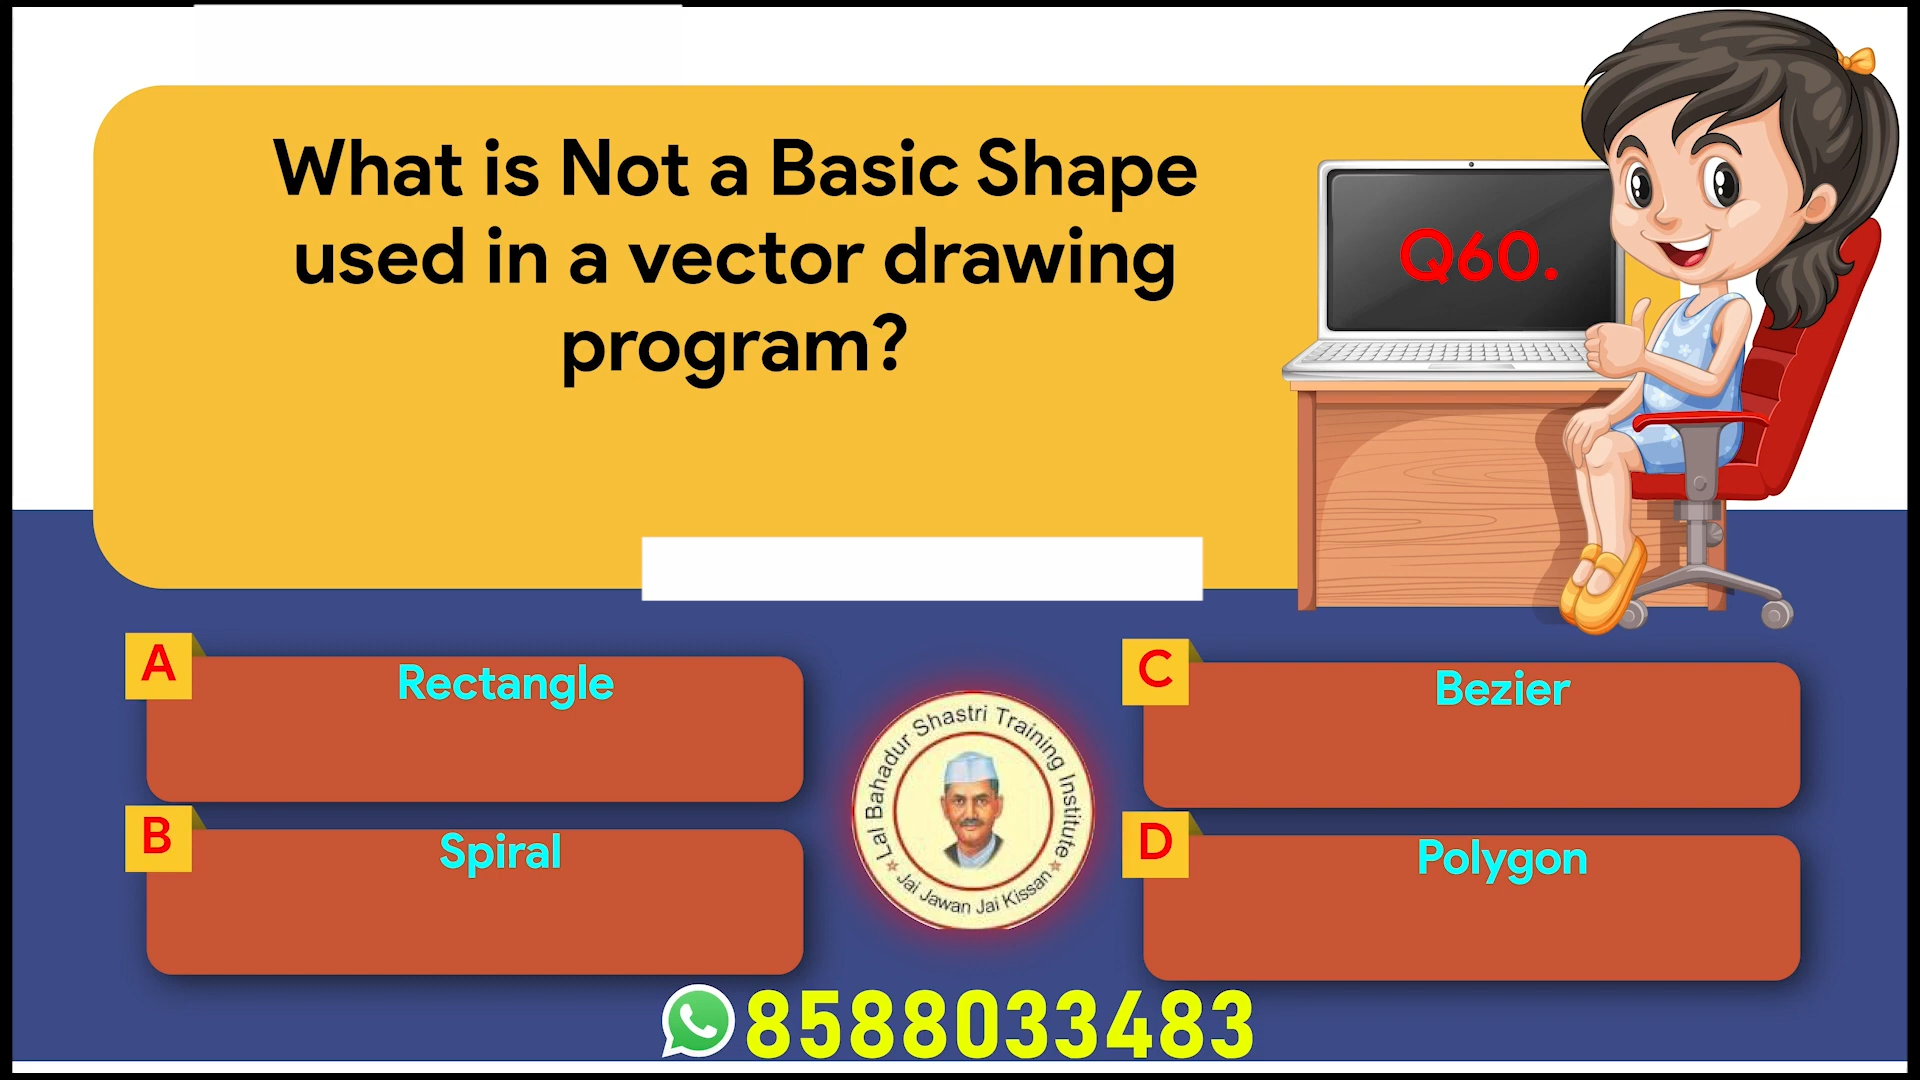 What is Not a Basic Shape
used in a vector drawing
program?
Q60.
A
Rectangle
B
Spiral
C
Bezier
D
Polygon
Lal Bahadur Shastri Training Institute
Jai Jawan Jai Kissan
8588033483